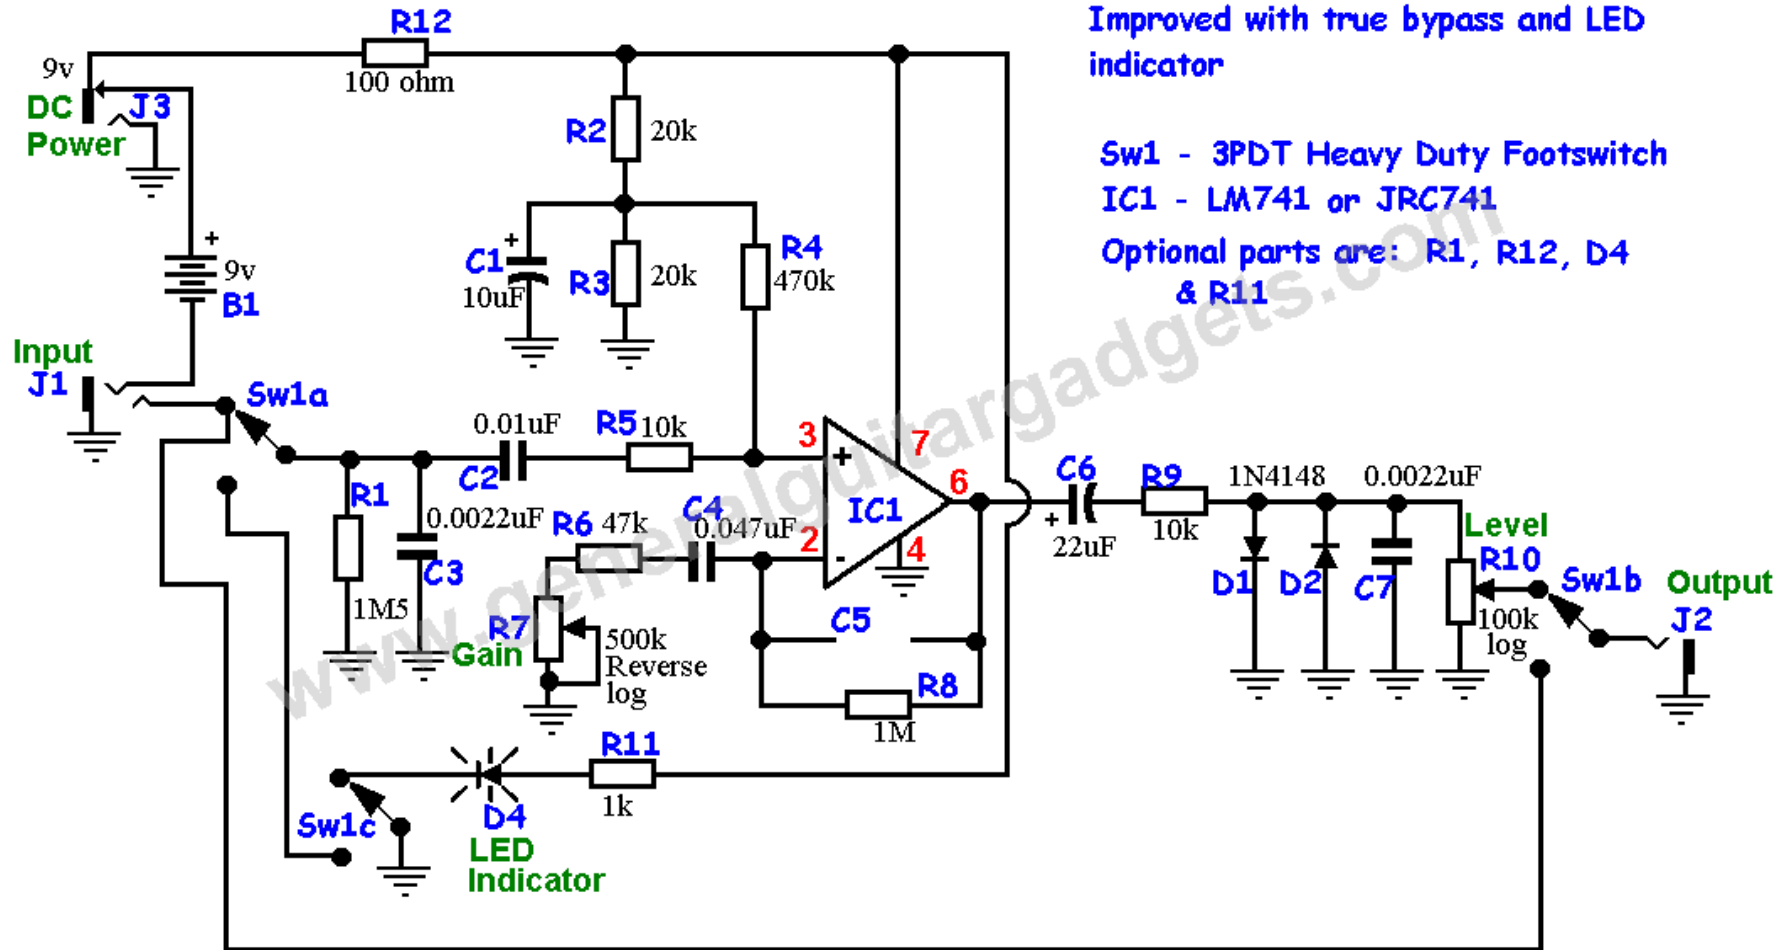 Improved with true bypass and LED
indicator
Sw1 - 3PDT Heavy Duty Footswitch
IC1 - LM741 or JRC741
Optional parts are: R1, R12, D4
& R11
R12
100 ohm
9v
DC
Power
J3
R2
20k
C1
+
10uF
R3
20k
R4
470k
+
9v
B1
Input
J1
Sw1a
0.01uF
C2
R5
10k
3
+
7
6
IC1
2
-
4
R1
1M5
0.0022uF
C3
R6
47k
C4
0.047uF
R7
Gain
500k
Reverse
log
C5
R8
1M
C6
+
22uF
R9
10k
1N4148
0.0022uF
D1
D2
C7
Level
R10
100k
log
Sw1b
Output
J2
R11
1k
D4
LED
Indicator
Sw1c
www.generalguitargadgets.com